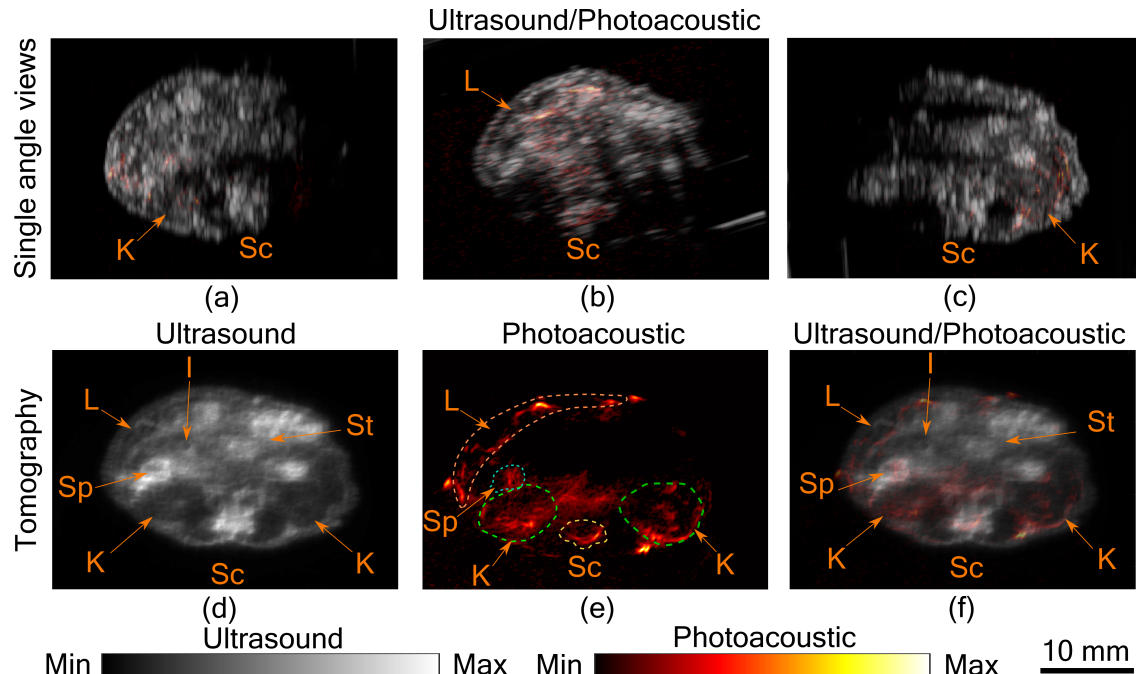 Ultrasound/Photoacoustic
Single angle views
K
Sc
L
Sc
Sc
K
(a)
(b)
(c)
Ultrasound
Photoacoustic
Ultrasound/Photoacoustic
Tomography
I
L
St
Sp
K
K
Sc
L
Sp
K
Sc
K
I
L
St
Sp
K
K
Sc
(d)
(e)
(f)
Ultrasound
Photoacoustic
Min
Max
Min
Max
10 mm